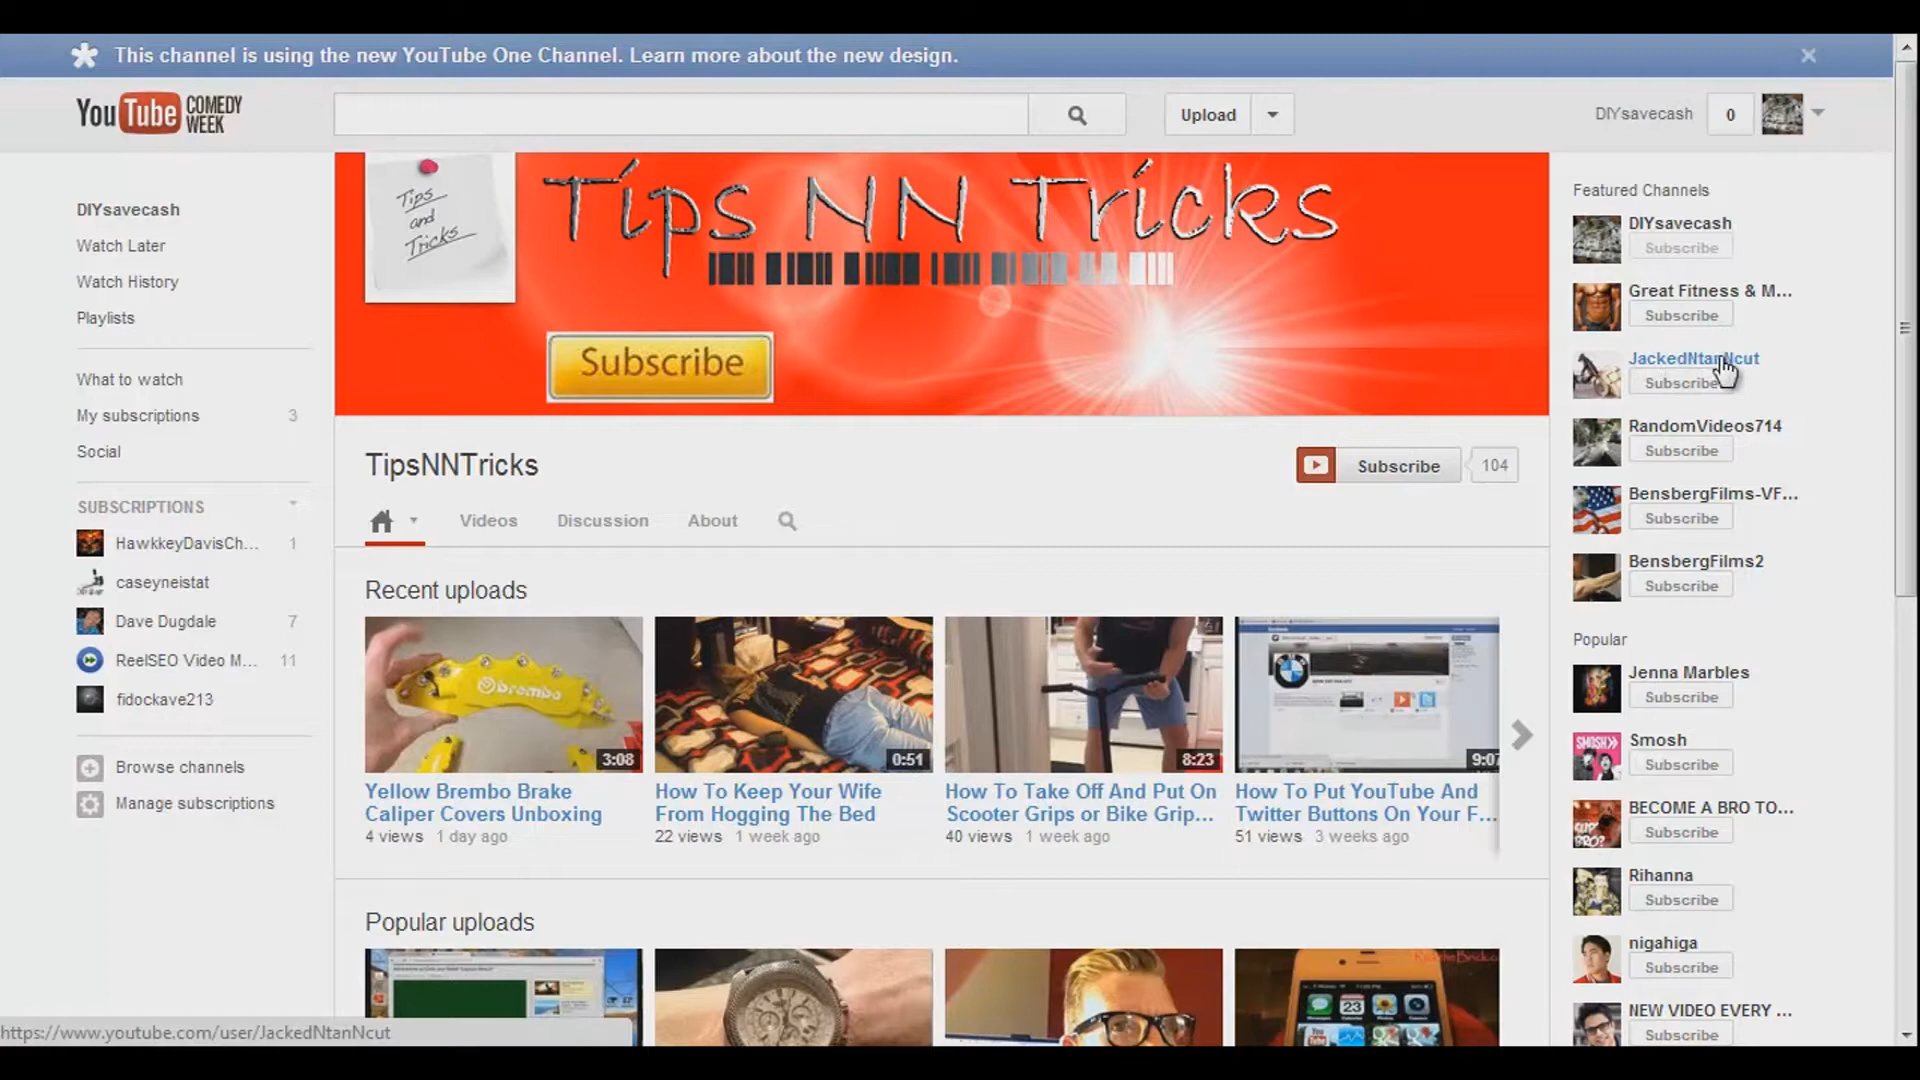 This channel is using the new YouTube One Channel. Learn more about the new design.
YouTube COMEDY WEEK
Upload
DIYsavecash 0
DIYsavecash
Watch Later
Watch History
Playlists
What to watch
My subscriptions 3
Social
SUBSCRIPTIONS
HawkkeyDavisCh... 1
caseyneistat
Dave Dugdale 7
ReelSEO Video M... 11
fidockave213
Browse channels
Manage subscriptions
Tips
and
Tricks
Tips NN Tricks
Subscribe
TipsNNTricks
Subscribe 104
Videos Discussion About
Recent uploads
brembo
3:08
Yellow Brembo Brake
Caliper Covers Unboxing
4 views 1 day ago
0:51
How To Keep Your Wife
From Hogging The Bed
22 views 1 week ago
8:23
How To Take Off And Put On
Scooter Grips or Bike Grip...
40 views 1 week ago
9:07
How To Put YouTube And
Twitter Buttons On Your F...
51 views 3 weeks ago
Popular uploads
23
Featured Channels
DIYsavecash
Subscribe
Great Fitness & M...
Subscribe
JackedNtanNcut
Subscribe
RandomVideos714
Subscribe
BensbergFilms-VF...
Subscribe
BensbergFilms2
Subscribe
Popular
Jenna Marbles
Subscribe
SMOSH
Smosh
Subscribe
BECOME A BRO TO...
Subscribe
Rihanna
Subscribe
nigahiga
Subscribe
NEW VIDEO EVERY ...
Subscribe
https://www.youtube.com/user/JackedNtanNcut